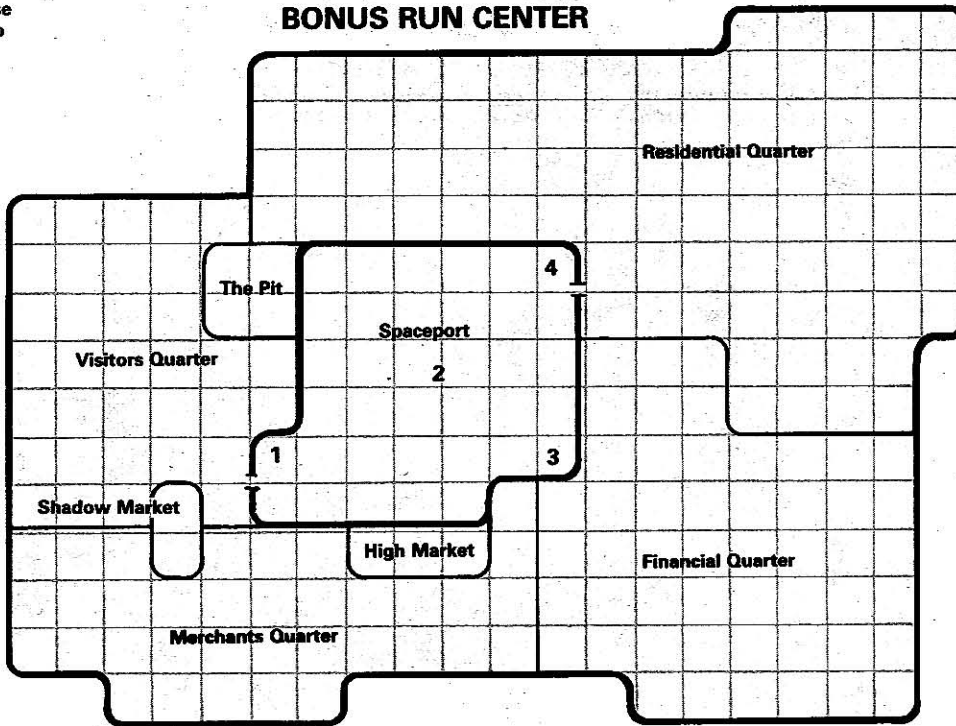 BONUS RUN CENTER
Residential Quarter
4
The Pit
Spaceport
Visitors Quarter
2
1
3
Shadow Market
High Market
Financial Quarter
Merchants Quarter